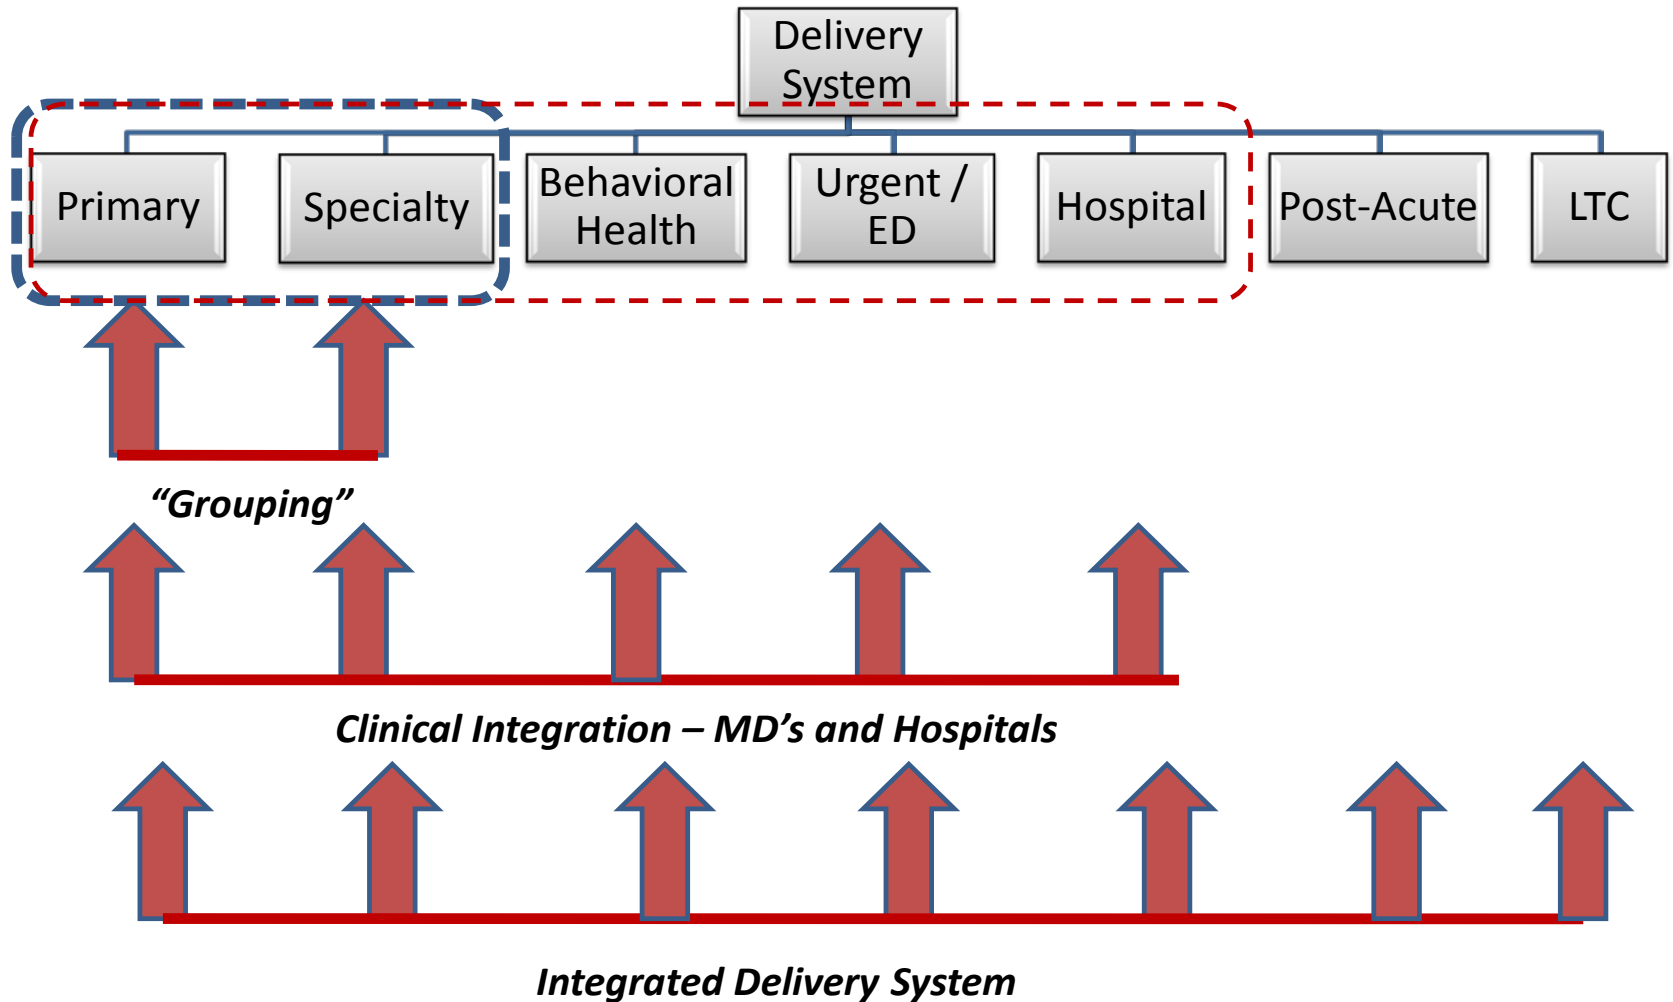 Delivery
System
Primary
Specialty
Behavioral
Health
Urgent /
ED
Hospital
Post-Acute
LTC
“Grouping”
Clinical Integration – MD’s and Hospitals
Integrated Delivery System